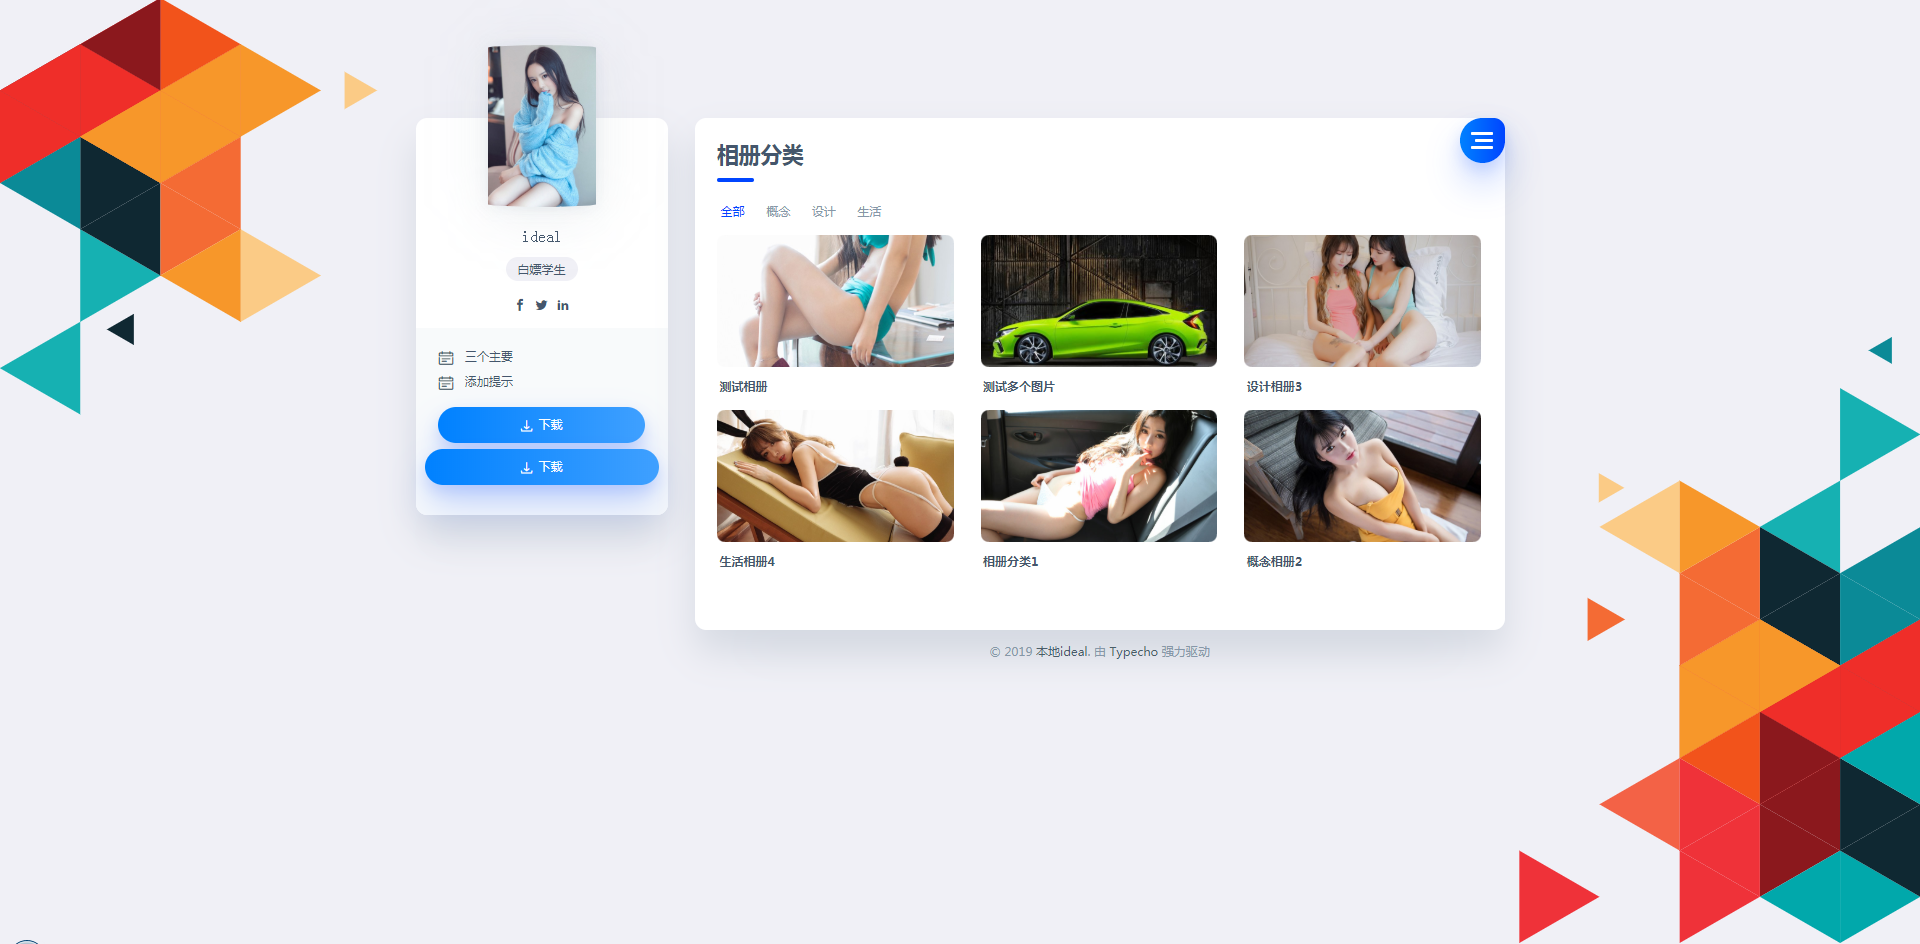 ideal
白嫖学生
三个主要
添加提示
下载
下载
相册分类
全部 概念 设计 生活
测试相册 测试多个图片 设计相册3
生活相册4 相册分类1 概念相册2
© 2019 本地ideal. 由 Typecho 强力驱动